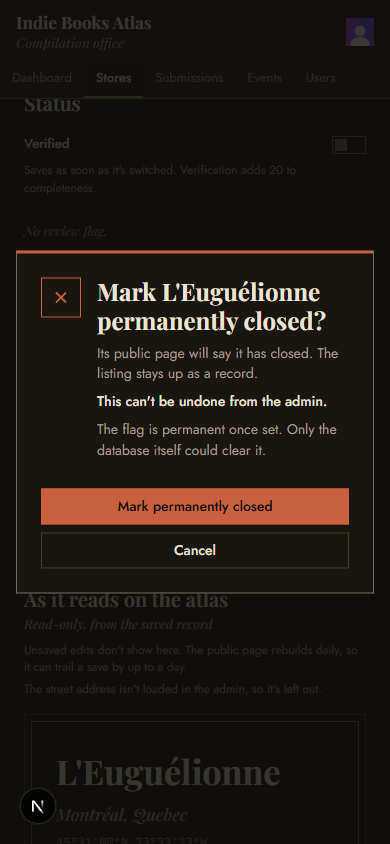 Indie Books Atlas
Compilation office
Dashboard Stores Submissions Events Users
Status
Verified
Saves as soon as it's switched. Verification adds 20 to
completeness.
No review flag.
Mark L'Euguélionne
permanently closed?
Its public page will say it has closed. The
listing stays up as a record.
This can't be undone from the admin.
The flag is permanent once set. Only the
database itself could clear it.
Mark permanently closed
Cancel
As it reads on the atlas
Read-only, from the saved record
Unsaved edits don't show here. The public page rebuilds daily, so
it can trail a save by up to a day.
The street address isn't loaded in the admin, so it's left out.
L'Euguélionne
Montréal, Quebec
N